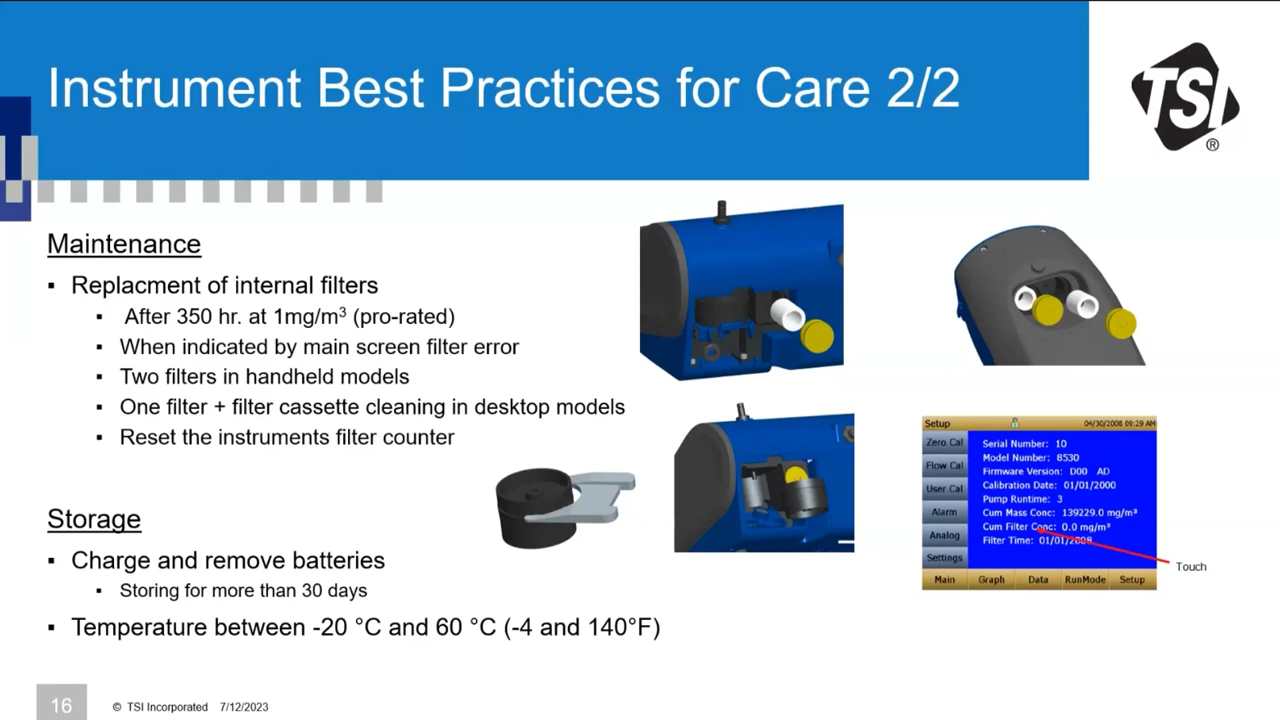 Instrument Best Practices for Care 2/2
TSI
®
Maintenance
▪ Replacment of internal filters
▪ After 350 hr. at 1mg/m³ (pro-rated)
▪ When indicated by main screen filter error
▪ Two filters in handheld models
▪ One filter + filter cassette cleaning in desktop models
▪ Reset the instruments filter counter
Storage
▪ Charge and remove batteries
▪ Storing for more than 30 days
▪ Temperature between -20 °C and 60 °C (-4 and 140°F)
Setup 04/30/2008 09:29 AM
Zero Cal
Flow Cal
User Cal
Alarm
Analog
Settings
Serial Number: 10
Model Number: 8530
Firmware Version: D00 AD
Calibration Date: 01/01/2000
Pump Runtime: 3
Cum Mass Conc: 139229.0 mg/m³
Cum Filter Conc: 0.0 mg/m³
Filter Time: 01/01/2008
Main Graph Data RunMode Setup
Touch
16 © TSI Incorporated 7/12/2023